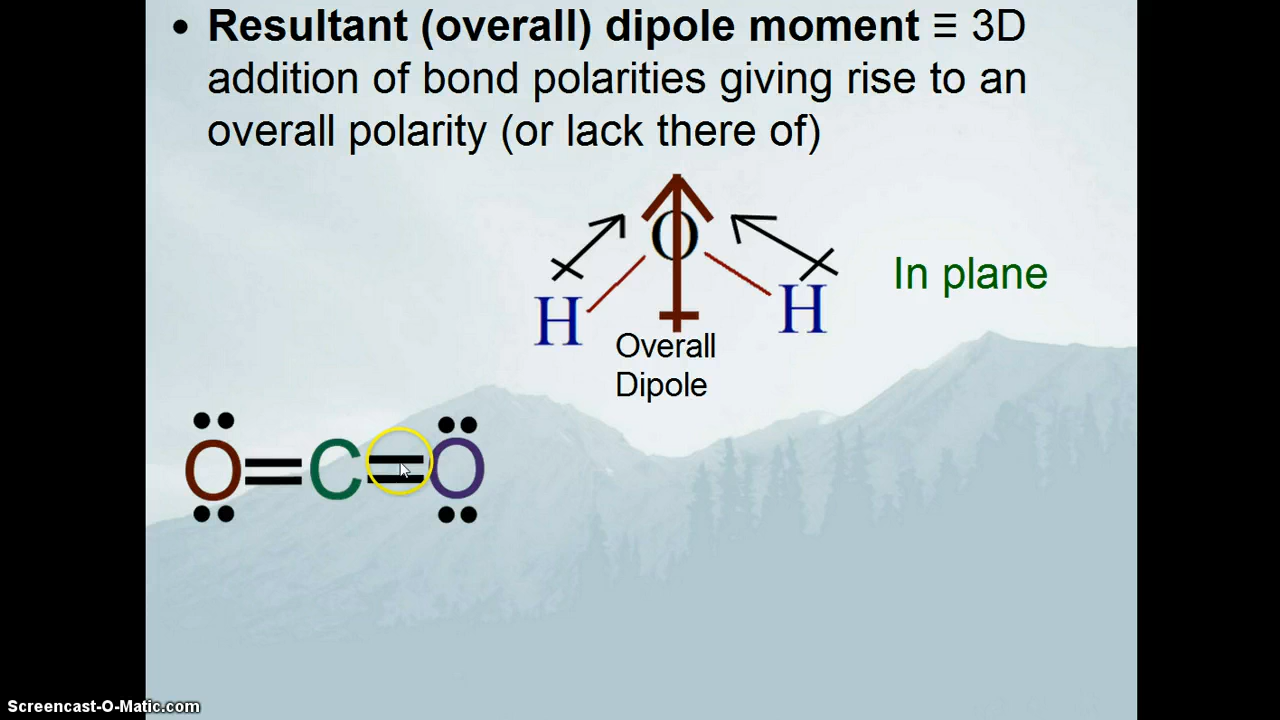 • Resultant (overall) dipole moment ≡ 3D
addition of bond polarities giving rise to an
overall polarity (or lack there of)
O
H H
In plane
Overall
Dipole
O=C=O
Screencast-O-Matic.com